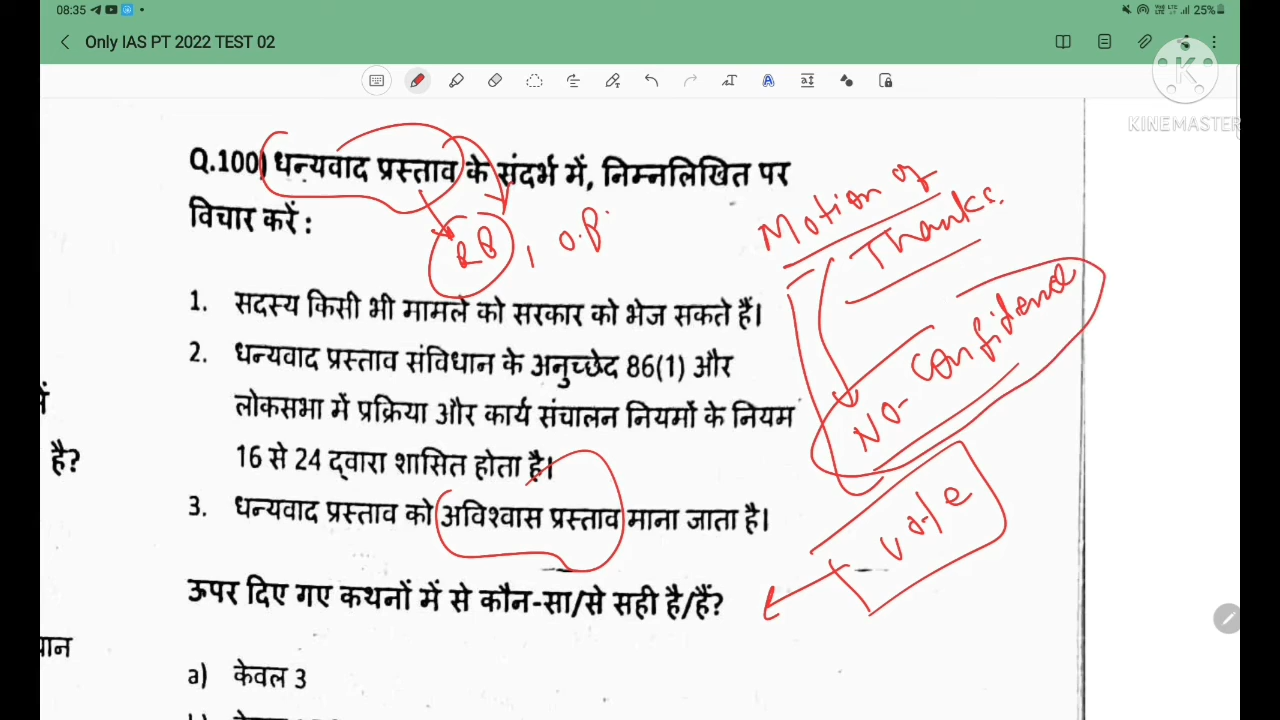 08:35
25%
Only IAS PT 2022 TEST 02
KINEMASTER
Q.100) धन्यवाद प्रस्ताव के संदर्भ में, निम्नलिखित पर
विचार करें :
1. सदस्य किसी भी मामले को सरकार को भेज सकते हैं।
2. धन्यवाद प्रस्ताव संविधान के अनुच्छेद 86(1) और
लोकसभा में प्रक्रिया और कार्य संचालन नियमों के नियम
16 से 24 द्वारा शासित होता है।
3. धन्यवाद प्रस्ताव को अविश्वास प्रस्ताव माना जाता है।
ऊपर दिए गए कथनों में से कौन-सा/से सही है/हैं?
a) केवल 3
है?
Motion of
Thanks.
No-Confidence
Vote